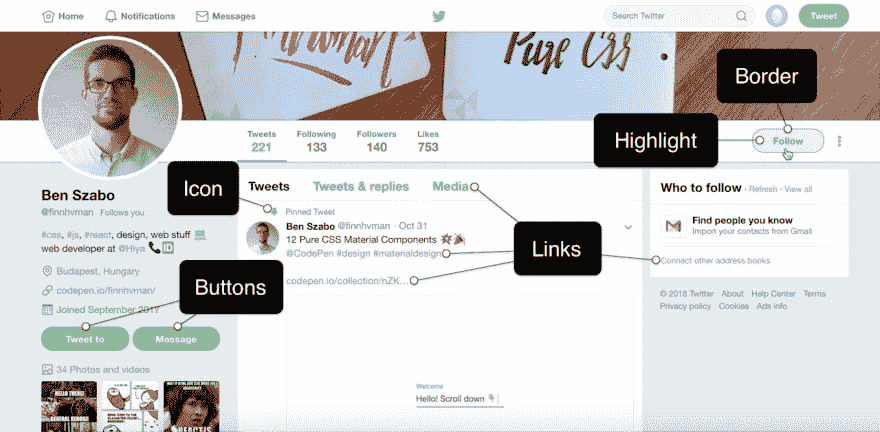 Home
Notifications
Messages
Search Twitter
Tweet
Pure Css
Border
Tweets
Following
Followers
Likes
221
133
140
753
Highlight
Follow
Icon
Tweets
Tweets & replies
Media
Who to follow · Refresh · View all
Ben Szabo
@finnhvman Follows you
Pinned Tweet
Ben Szabo @finnhvman · Oct 31
12 Pure CSS Material Components
@CodePen #design #materialdesign
codepen.io/collection/nZK...
Find people you know
Import your contacts from Gmail
Connect other address books
Links
#css, #js, #react, design, web stuff
web developer at @Hiya
Budapest, Hungary
codepen.io/finnhvman/
Joined September 2017
Buttons
Tweet to
Message
© 2018 Twitter About Help Center Terms
Privacy policy Cookies Ads info
34 Photos and videos
HELLO THERE!
GENERAL KENOBI!
REACTJS
Welcome
Hello! Scroll down